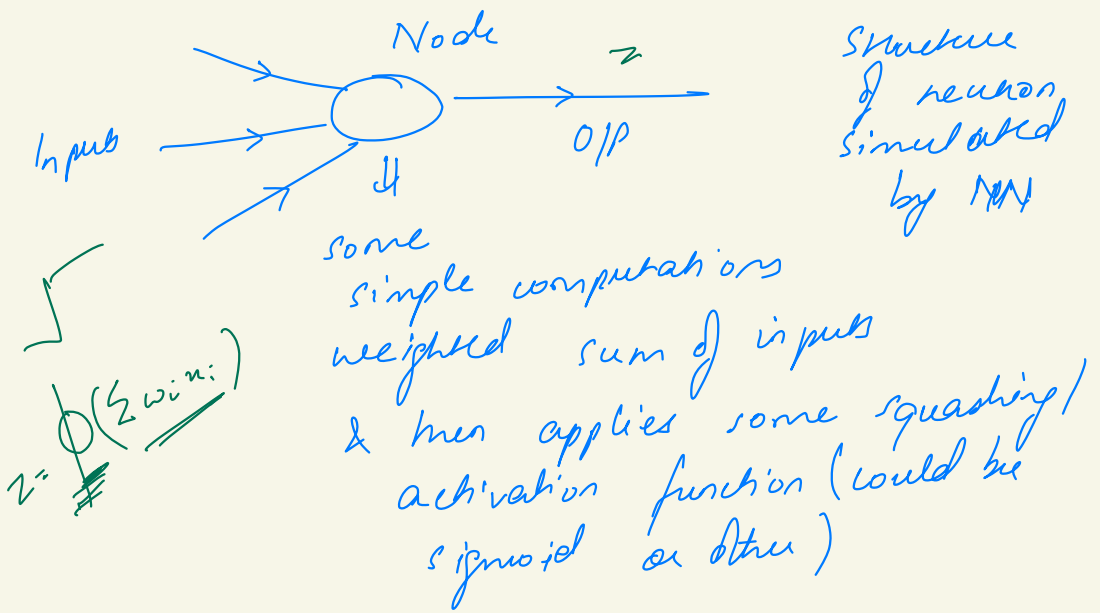 Node
z
Inputs
O/P
Structure
of neuron
simulated
by NN
some
simple computations
weighted sum of inputs
& then applies some squashing/
activation function (could be
sigmoid or other)
z = ϕ(Σ wixi)